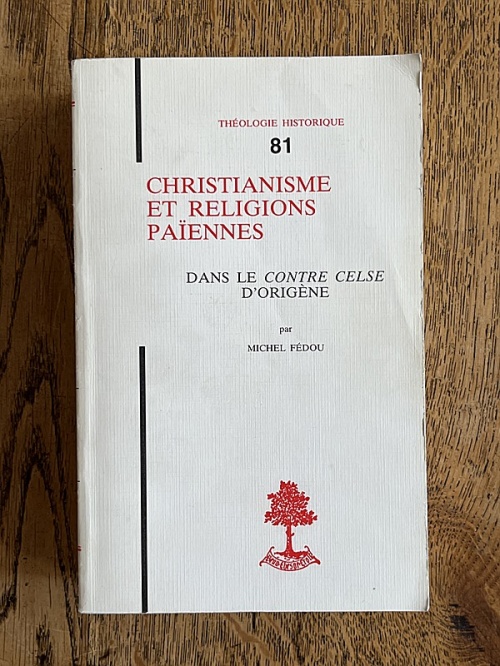 THÉOLOGIE HISTORIQUE
81
CHRISTIANISME
ET RELIGIONS
PAÏENNES
DANS LE CONTRE CELSE
D'ORIGÈNE
par
MICHEL FÉDOU